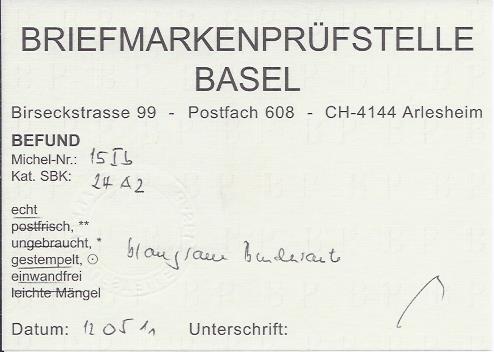 BRIEFMARKENPRÜFSTELLE
BASEL
Birseckstrasse 99 - Postfach 608 - CH-4144 Arlesheim
BEFUND
Michel-Nr.: 15 II b
Kat. SBK: 24 A2
echt
postfrisch, **
ungebraucht, *
gestempelt, ⊙
einwandfrei
leichte Mängel
Datum: 12 05 11 Unterschrift: